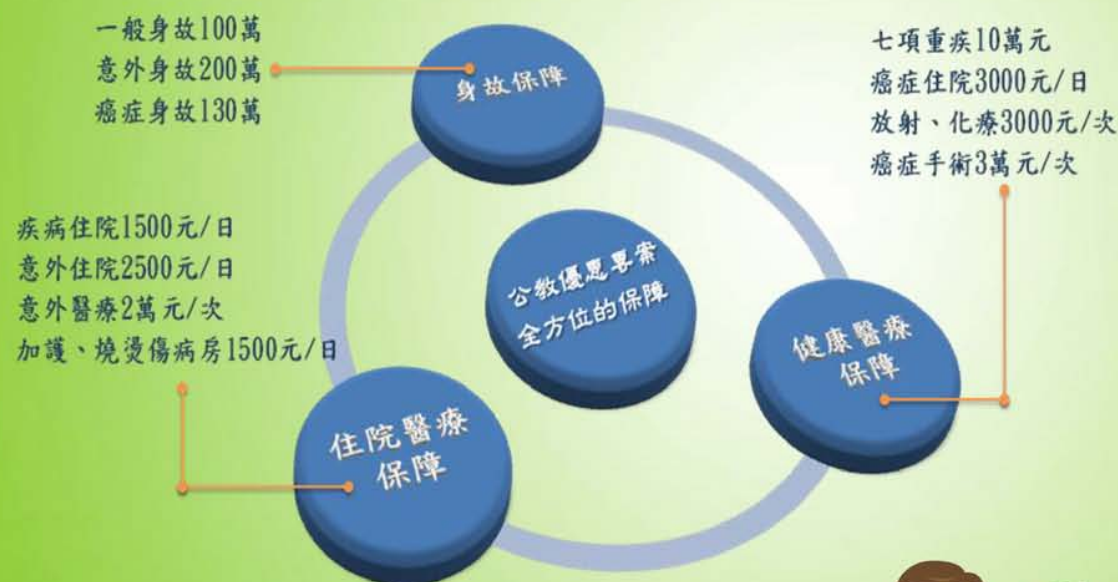 一般身故100萬
意外身故200萬
癌症身故130萬
身故保障
七項重疾10萬元
癌症住院3000元/日
放射、化療3000元/次
癌症手術3萬元/次
疾病住院1500元/日
意外住院2500元/日
意外醫療2萬元/次
加護、燒燙傷病房1500元/日
公教優惠專案
全方位的保障
健康醫療
保障
住院醫療
保障